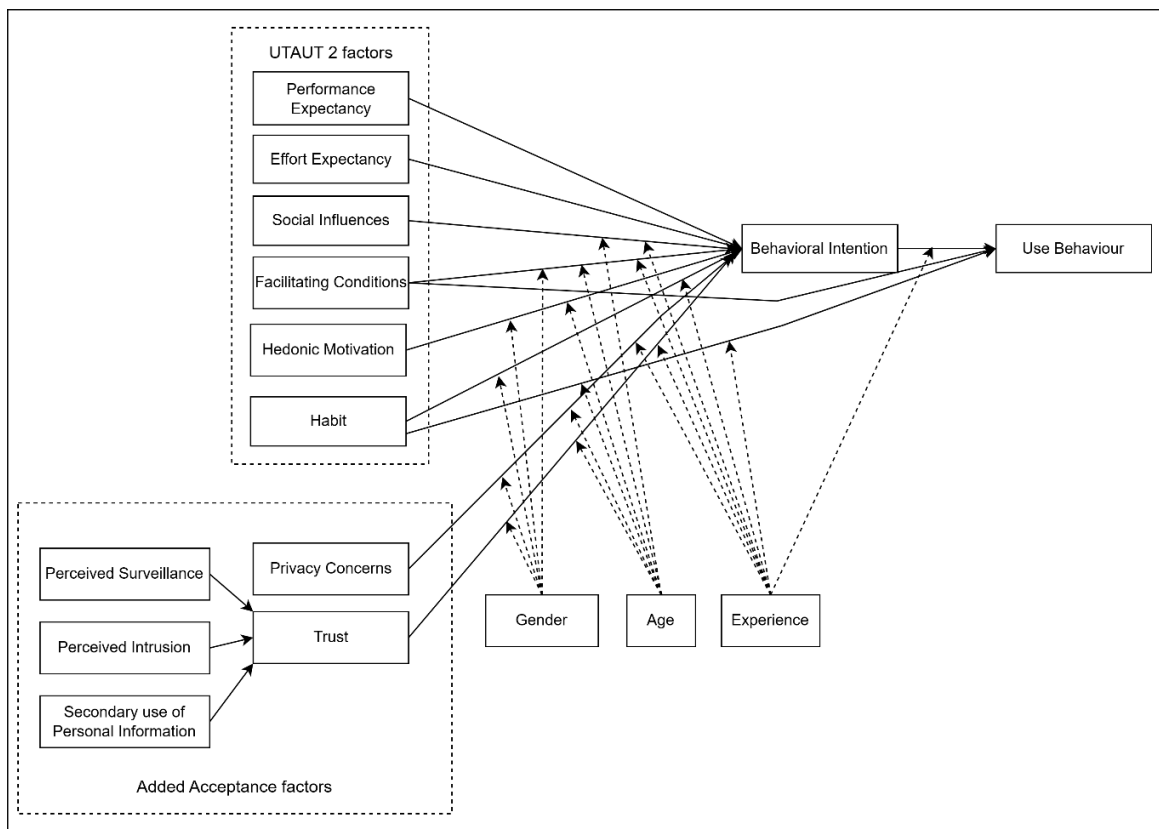 UTAUT 2 factors
Performance
Expectancy
Effort Expectancy
Social Influences
Facilitating Conditions
Hedonic Motivation
Habit
Behavioral Intention
Use Behaviour
Perceived Surveillance
Perceived Intrusion
Secondary use of
Personal Information
Privacy Concerns
Trust
Added Acceptance factors
Gender
Age
Experience